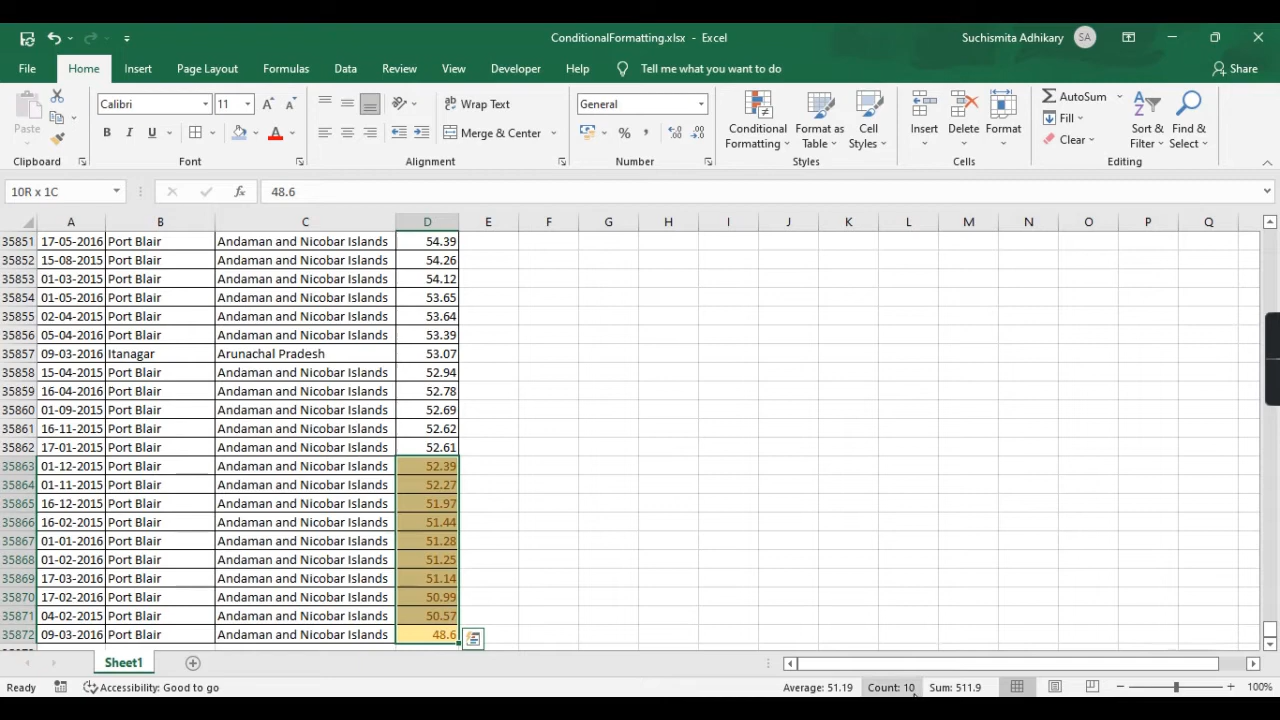 ConditionalFormatting.xlsx - Excel
Suchismita Adhikary SA
File Home Insert Page Layout Formulas Data Review View Developer Help Tell me what you want to do Share
Calibri 11 A A
Wrap Text
General
AutoSum
Paste
Conditional Formatting
Format as Table
Cell Styles
Insert Delete Format
Fill
Sort & Filter
Find & Select
B I U A
Merge & Center
% ,
Clear
Clipboard Font Alignment Number Styles Cells Editing
10R x 1C fx 48.6
A B C D E F G H I J K L M N O P Q
35851 17-05-2016 Port Blair Andaman and Nicobar Islands 54.39
35852 15-08-2015 Port Blair Andaman and Nicobar Islands 54.26
35853 01-03-2015 Port Blair Andaman and Nicobar Islands 54.12
35854 01-05-2016 Port Blair Andaman and Nicobar Islands 53.65
35855 02-04-2015 Port Blair Andaman and Nicobar Islands 53.64
35856 05-04-2016 Port Blair Andaman and Nicobar Islands 53.39
35857 09-03-2016 Itanagar Arunachal Pradesh 53.07
35858 15-04-2015 Port Blair Andaman and Nicobar Islands 52.94
35859 16-04-2016 Port Blair Andaman and Nicobar Islands 52.78
35860 01-09-2015 Port Blair Andaman and Nicobar Islands 52.69
35861 16-11-2015 Port Blair Andaman and Nicobar Islands 52.62
35862 17-01-2015 Port Blair Andaman and Nicobar Islands 52.61
35863 01-12-2015 Port Blair Andaman and Nicobar Islands 52.39
35864 01-11-2015 Port Blair Andaman and Nicobar Islands 52.27
35865 16-12-2015 Port Blair Andaman and Nicobar Islands 51.97
35866 16-02-2015 Port Blair Andaman and Nicobar Islands 51.44
35867 01-01-2016 Port Blair Andaman and Nicobar Islands 51.28
35868 01-02-2016 Port Blair Andaman and Nicobar Islands 51.25
35869 17-03-2016 Port Blair Andaman and Nicobar Islands 51.14
35870 17-02-2016 Port Blair Andaman and Nicobar Islands 50.99
35871 04-02-2015 Port Blair Andaman and Nicobar Islands 50.57
35872 09-03-2016 Port Blair Andaman and Nicobar Islands 48.6
Sheet1
Ready Accessibility: Good to go Average: 51.19 Count: 10 Sum: 511.9 100%